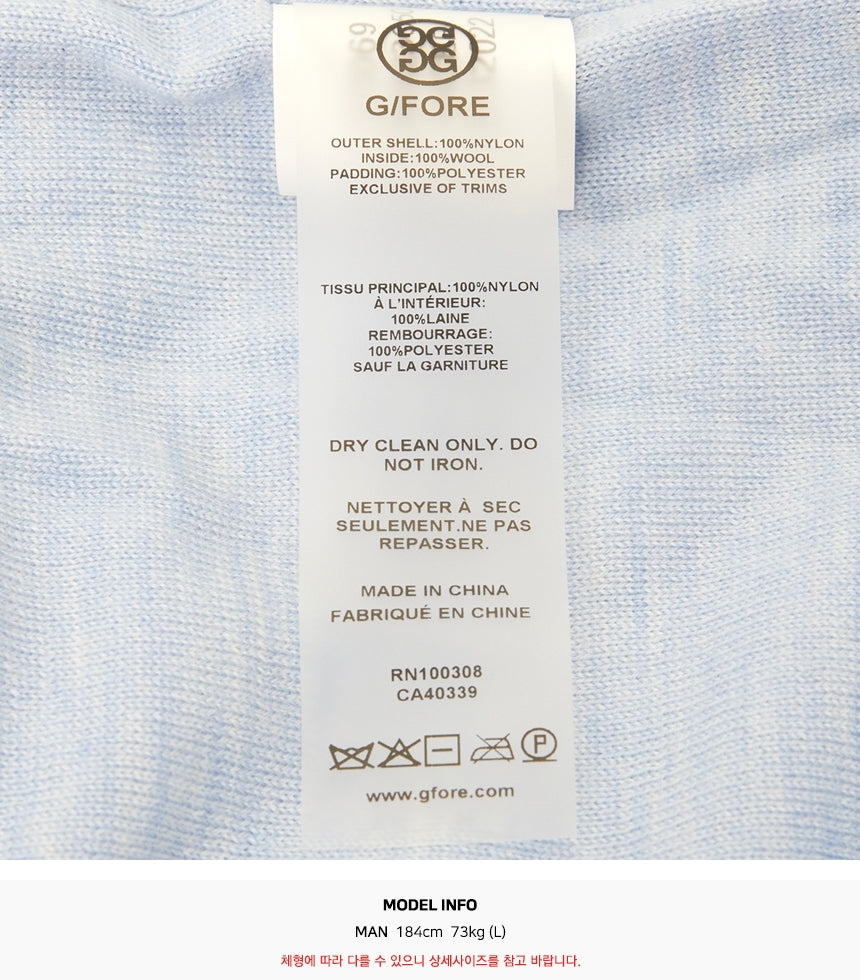 G/FORE
OUTER SHELL:100%NYLON
INSIDE:100%WOOL
PADDING:100%POLYESTER
EXCLUSIVE OF TRIMS
TISSU PRINCIPAL:100%NYLON
À L'INTÉRIEUR:
100%LAINE
REMBOURRAGE:
100%POLYESTER
SAUF LA GARNITURE
DRY CLEAN ONLY. DO
NOT IRON.
NETTOYER À SEC
SEULEMENT.NE PAS
REPASSER.
MADE IN CHINA
FABRIQUÉ EN CHINE
RN100308
CA40339
P
www.gfore.com
MODEL INFO
MAN 184cm 73kg (L)
체형에 따라 다를 수 있으니 상세사이즈를 참고 바랍니다.